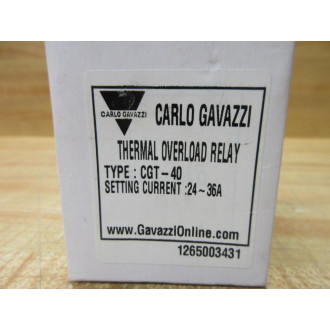 CARLO GAVAZZI
CARLO GAVAZZI
THERMAL OVERLOAD RELAY
TYPE : CGT-40
SETTING CURRENT :24~36A
www.GavazziOnline.com
1265003431